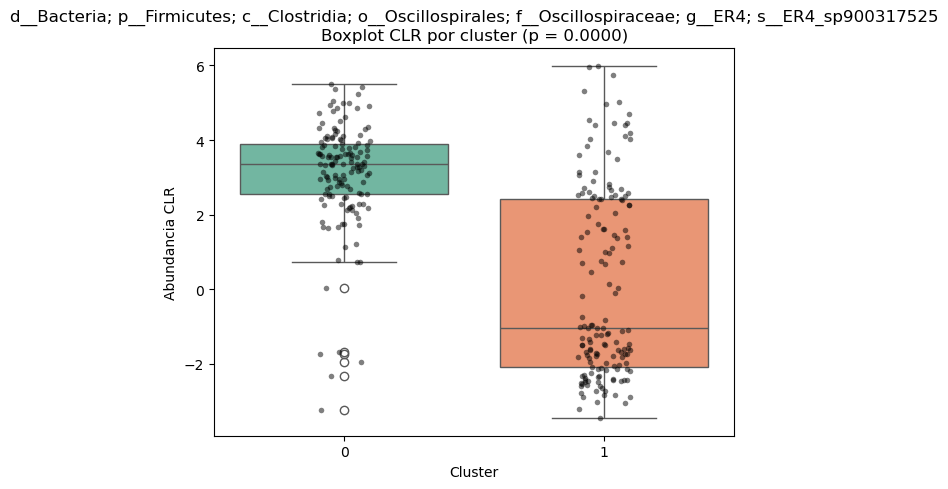 d__Bacteria; p__Firmicutes; c__Clostridia; o__Oscillospirales; f__Oscillospiraceae; g__ER4; s__ER4_sp900317525
Boxplot CLR por cluster (p = 0.0000)
Abundancia CLR
6
4
2
0
−2
0
1
Cluster